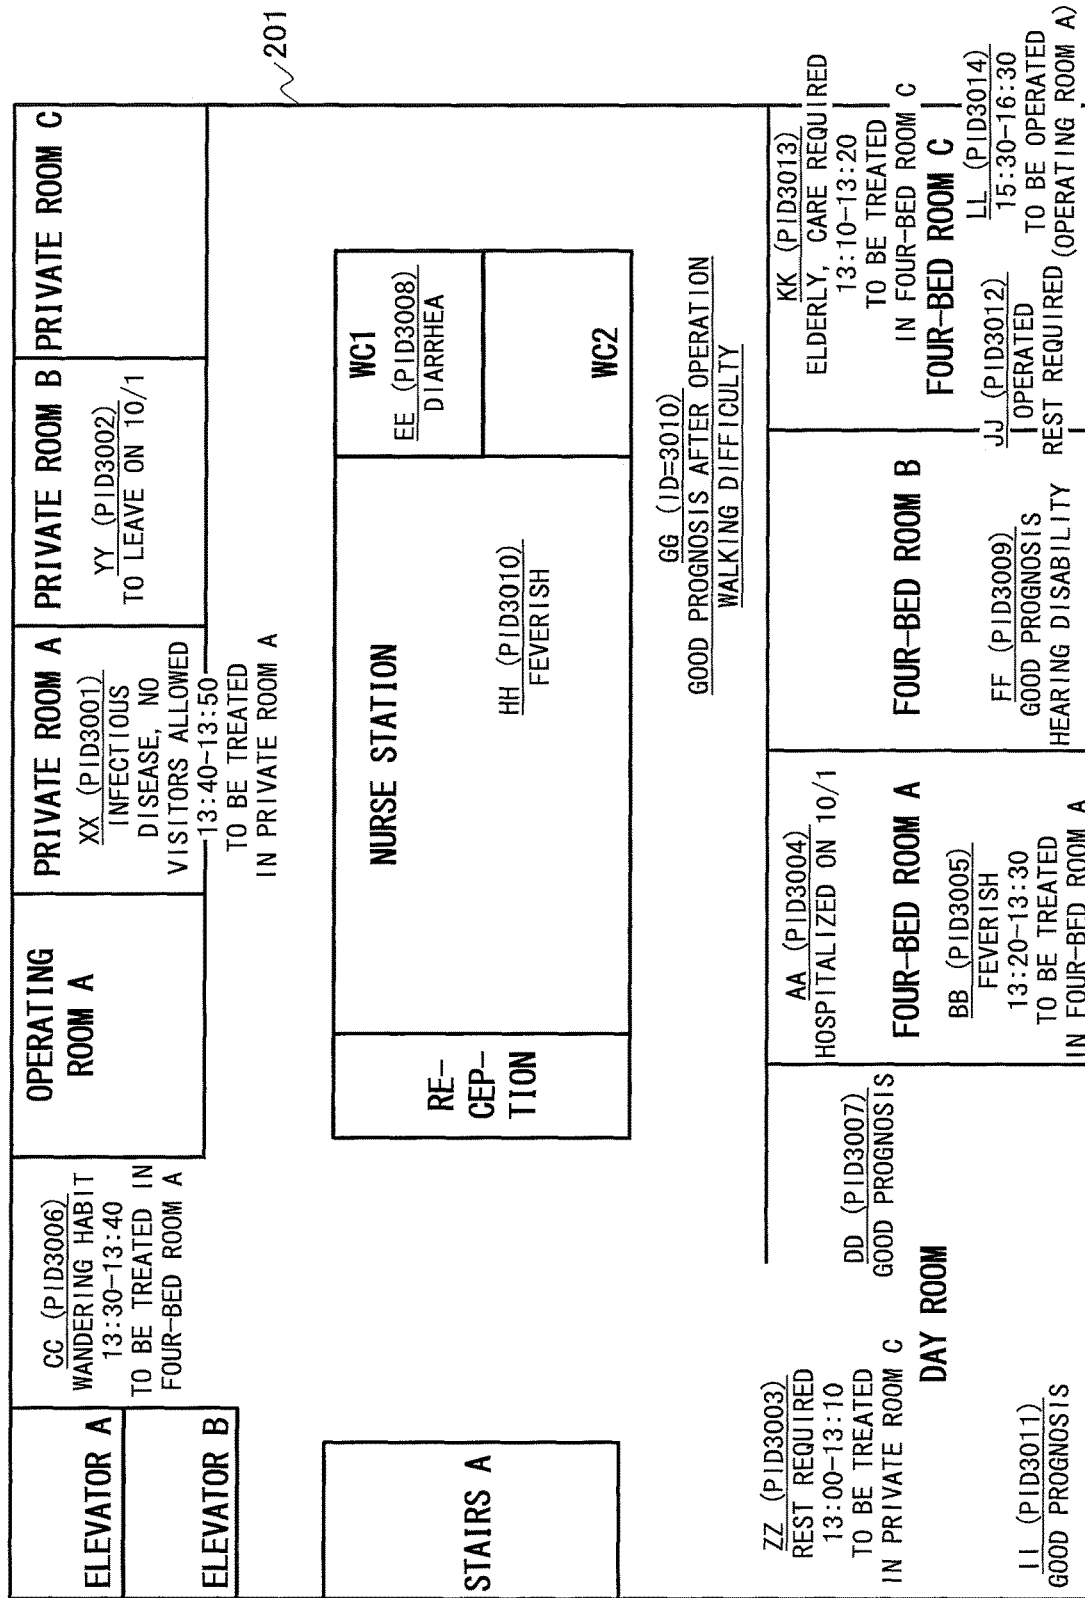 201
ELEVATOR A
ELEVATOR B
CC (PID3006)
WANDERING HABIT
13:30-13:40
TO BE TREATED IN
FOUR-BED ROOM A
OPERATING
ROOM A
PRIVATE ROOM A
XX (PID3001)
INFECTIOUS
DISEASE, NO
VISITORS ALLOWED
13:40~13:50
TO BE TREATED
IN PRIVATE ROOM A
PRIVATE ROOM B
YY (PID3002)
TO LEAVE ON 10/1
PRIVATE ROOM C
STAIRS A
RE-
CEP-
TION
NURSE STATION
HH (PID3010)
FEVERISH
WC1
EE (PID3008)
DIARRHEA
WC2
GG (ID=3010)
GOOD PROGNOSIS AFTER OPERATION
WALKING DIFFICULTY
ZZ (PID3003)
REST REQUIRED
13:00-13:10
TO BE TREATED
IN PRIVATE ROOM C
DD (PID3007)
GOOD PROGNOSIS
DAY ROOM
II (PID3011)
GOOD PROGNOSIS
AA (PID3004)
HOSPITALIZED ON 10/1
FOUR-BED ROOM A
BB (PID3005)
FEVERISH
13:20-13:30
TO BE TREATED
IN FOUR-BED ROOM A
FOUR-BED ROOM B
FF (PID3009)
GOOD PROGNOSIS
HEARING DISABILITY
KK (PID3013)
ELDERLY, CARE REQUIRED
13:10-13:20
TO BE TREATED
IN FOUR-BED ROOM C
FOUR-BED ROOM C
JJ (PID3012)
OPERATED
REST REQUIRED
LL (PID3014)
15:30-16:30
TO BE OPERATED
(OPERATING ROOM A)